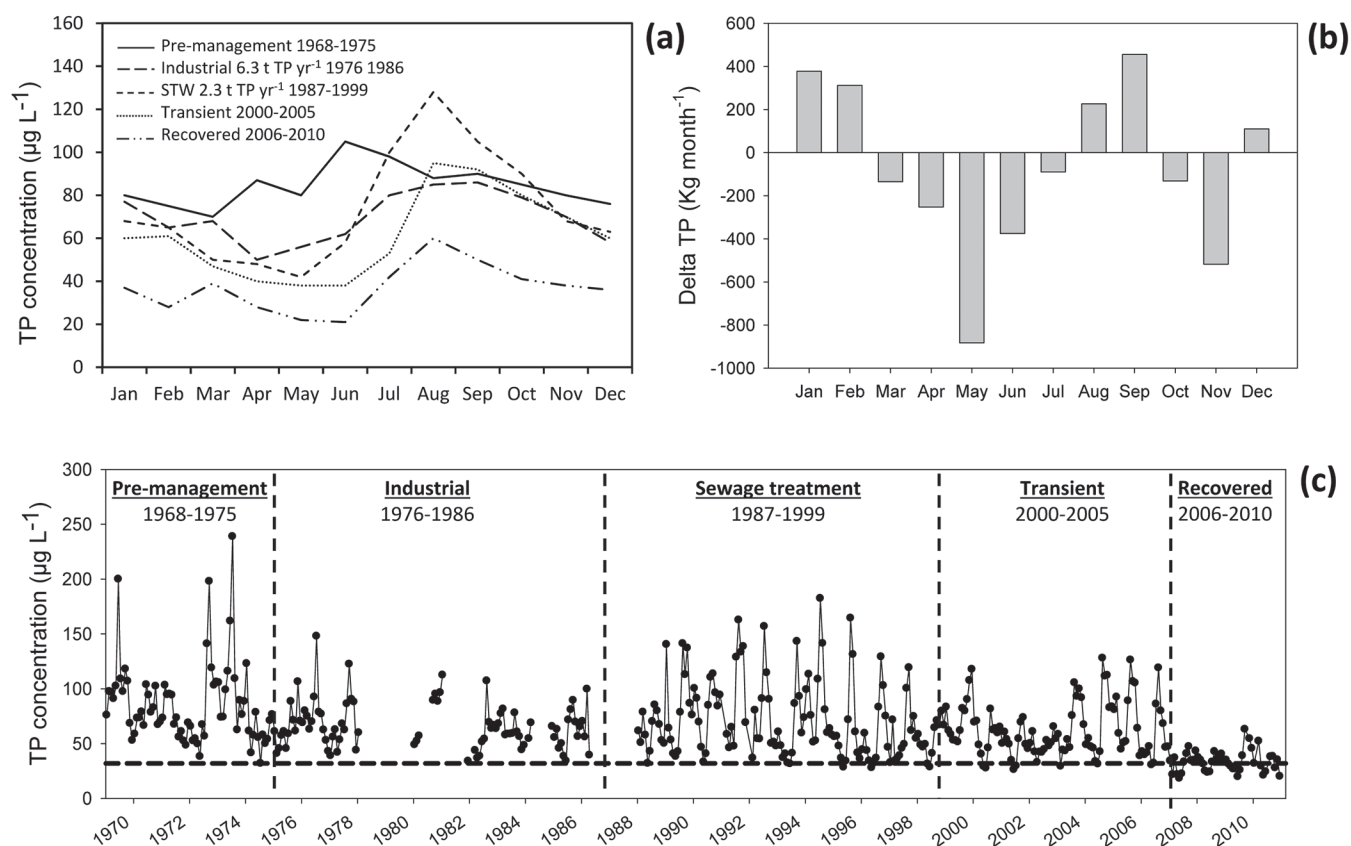 (a)
TP concentration (µg L⁻¹)
160
140
120
100
80
60
40
20
0
Pre-management 1968-1975
Industrial 6.3 t TP yr⁻¹ 1976 1986
STW 2.3 t TP yr⁻¹ 1987-1999
Transient 2000-2005
Recovered 2006-2010
Jan Feb Mar Apr May Jun Jul Aug Sep Oct Nov Dec
(b)
Delta TP (Kg month⁻¹)
600
400
200
0
-200
-400
-600
-800
-1000
Jan Feb Mar Apr May Jun Jul Aug Sep Oct Nov Dec
(c)
TP concentration (µg L⁻¹)
300
250
200
150
100
50
0
Pre-management
1968-1975
Industrial
1976-1986
Sewage treatment
1987-1999
Transient
2000-2005
Recovered
2006-2010
1970 1972 1974 1976 1978 1980 1982 1984 1986 1988 1990 1992 1994 1996 1998 2000 2002 2004 2006 2008 2010